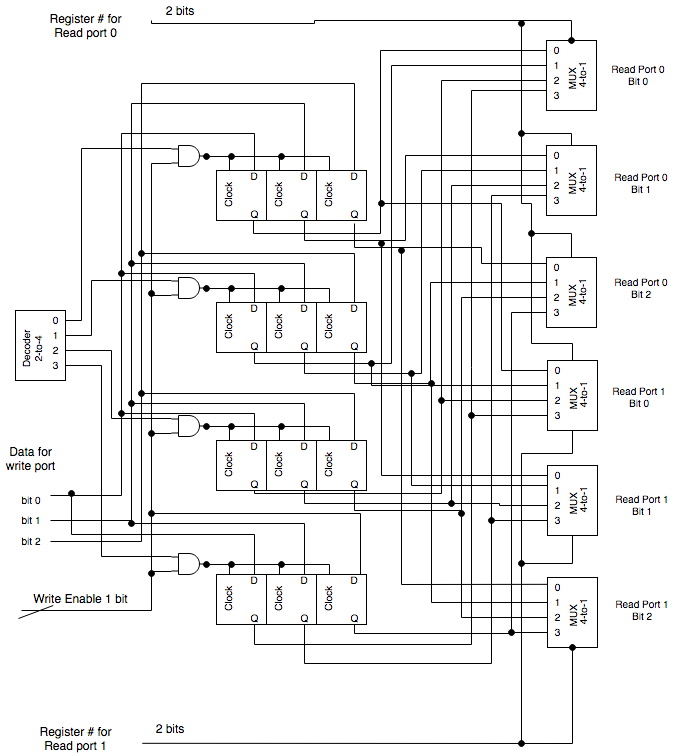 Register # for
Read port 0
2 bits
0
1
2
3
MUX
4-to-1
Read Port 0
Bit 0
D
D
D
Clock
Clock
Clock
Q
Q
Q
0
1
2
3
MUX
4-to-1
Read Port 0
Bit 1
0
1
2
3
MUX
4-to-1
Read Port 0
Bit 2
D
D
D
Clock
Clock
Clock
Q
Q
Q
Decoder
2-to-4
0
1
2
3
0
1
2
3
MUX
4-to-1
Read Port 1
Bit 0
D
D
D
Clock
Clock
Clock
Q
Q
Q
Data for
write port
bit 0
bit 1
bit 2
0
1
2
3
MUX
4-to-1
Read Port 1
Bit 1
D
D
D
Clock
Clock
Clock
Q
Q
Q
Write Enable 1 bit
0
1
2
3
MUX
4-to-1
Read Port 1
Bit 2
Register # for
Read port 1
2 bits